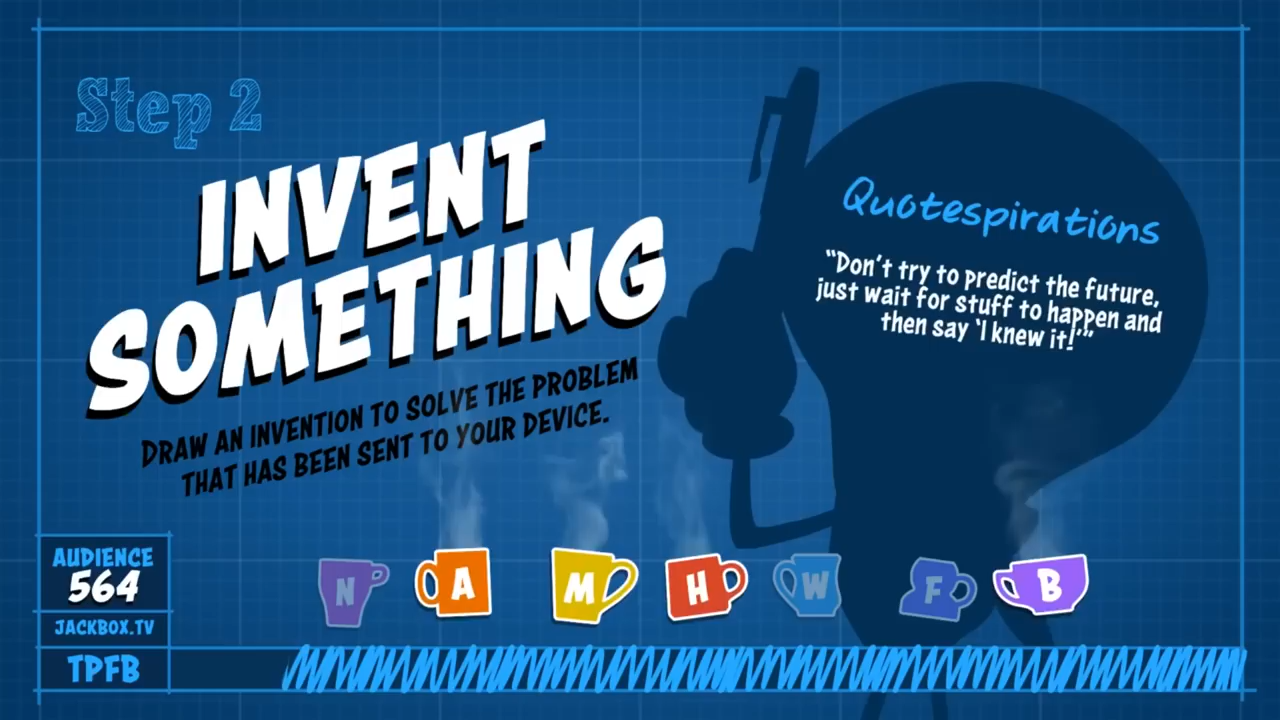 Step 2
INVENT
SOMETHING
DRAW AN INVENTION TO SOLVE THE PROBLEM
THAT HAS BEEN SENT TO YOUR DEVICE.
Quotespirations
“Don’t try to predict the future,
just wait for stuff to happen and
then say ‘I knew it!’”
N A M H W F B
AUDIENCE
564
JACKBOX.TV
TPFB